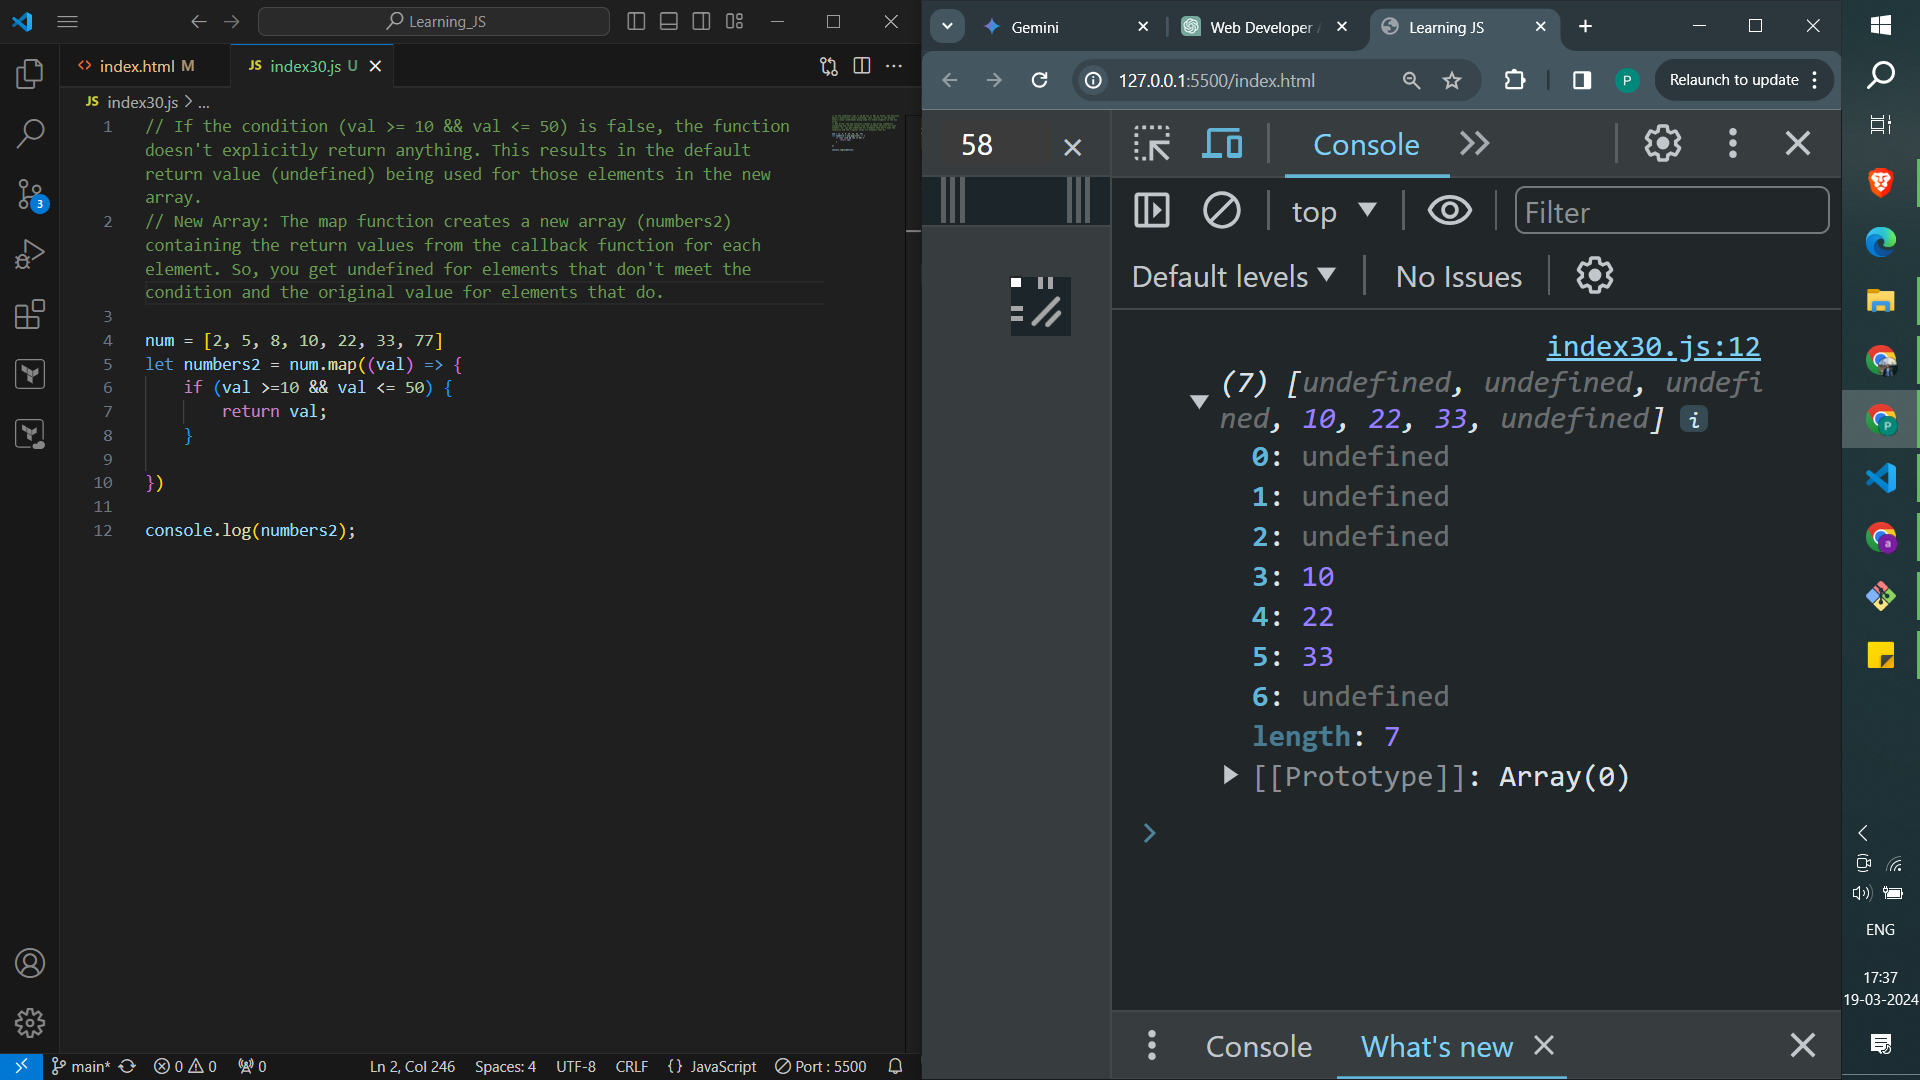 Learning_JS
index.html M
JS index30.js U
JS index30.js > ...
1 // If the condition (val >= 10 && val <= 50) is false, the function
doesn't explicitly return anything. This results in the default
return value (undefined) being used for those elements in the new
array.
2 // New Array: The map function creates a new array (numbers2)
containing the return values from the callback function for each
element. So, you get undefined for elements that don't meet the
condition and the original value for elements that do.
3
4 num = [2, 5, 8, 10, 22, 33, 77]
5 let numbers2 = num.map((val) => {
6 if (val >=10 && val <= 50) {
7 return val;
8 }
9
10 })
11
12 console.log(numbers2);
3
main* 0 0 0 Ln 2, Col 246 Spaces: 4 UTF-8 CRLF {} JavaScript Port : 5500
Gemini
Web Developer
Learning JS
127.0.0.1:5500/index.html
P
Relaunch to update
58
Console
top
Filter
Default levels
No Issues
index30.js:12
(7) [undefined, undefined, undefi
ned, 10, 22, 33, undefined] i
0: undefined
1: undefined
2: undefined
3: 10
4: 22
5: 33
6: undefined
length: 7
[[Prototype]]: Array(0)
Console
What's new
P
a
ENG
17:37
19-03-2024